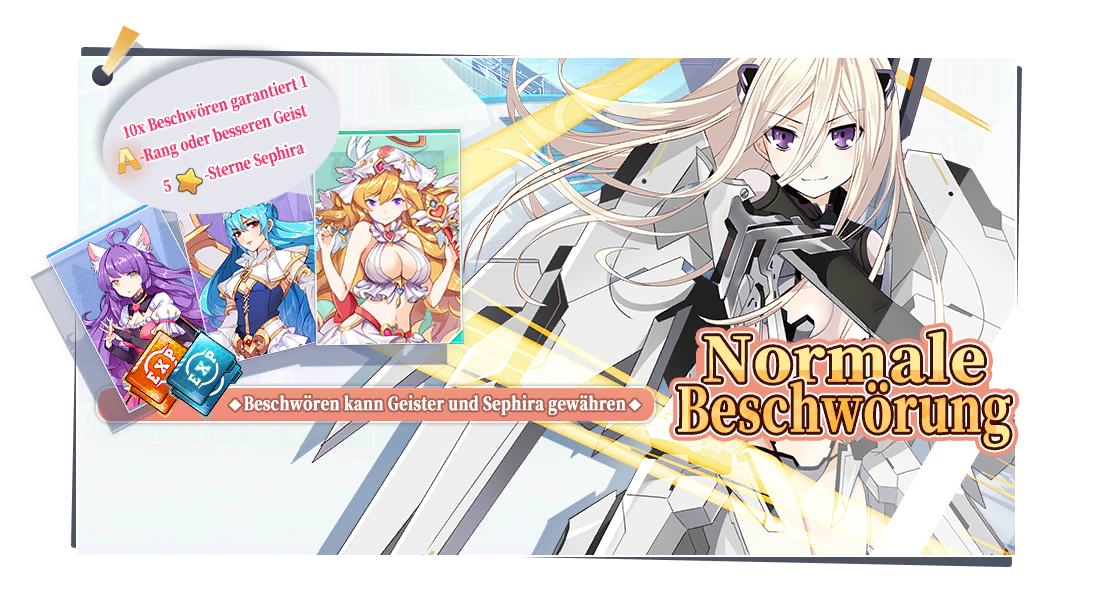 10x Beschwören garantiert 1
A-Rang oder besseren Geist
5 -Sterne Sephira
EXP
EXP
◆Beschwören kann Geister und Sephira gewähren◆
Normale
Beschwörung